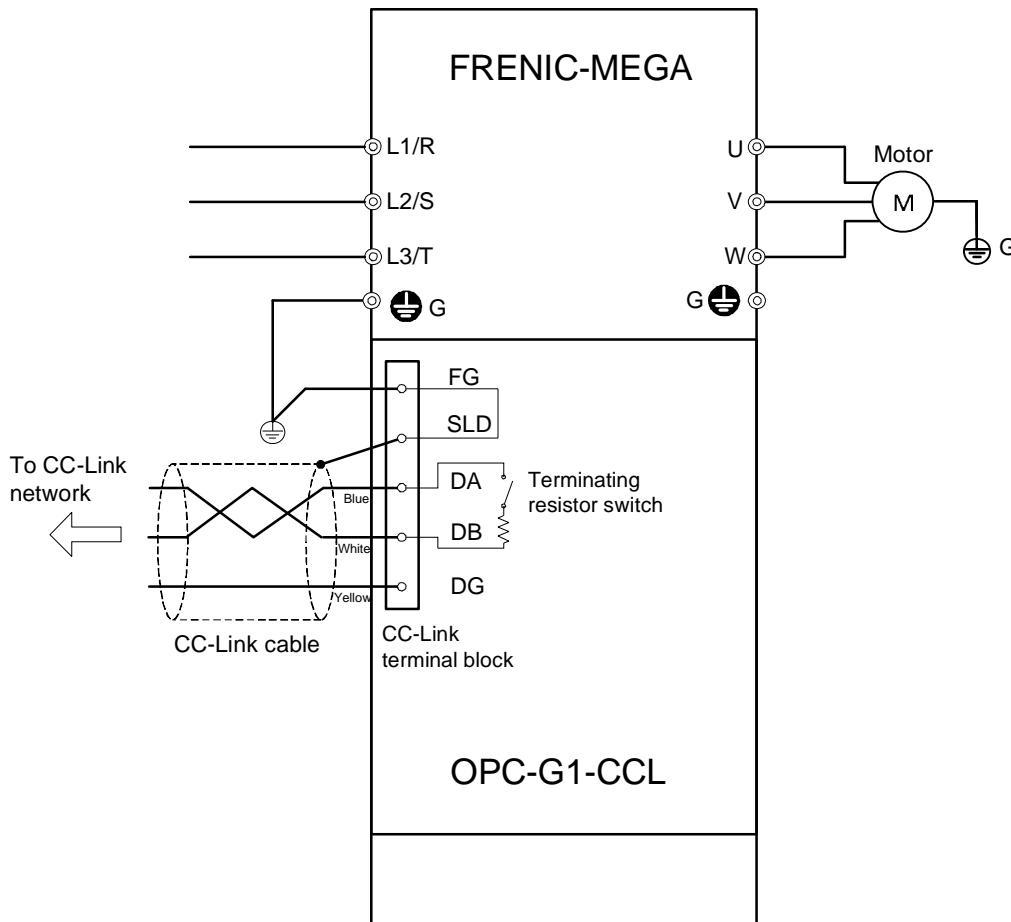 FRENIC-MEGA
L1/R
U
Motor
L2/S
V
M
L3/T
W
G
G
G
FG
SLD
To CC-Link
network
Blue
DA
Terminating
resistor switch
White
DB
Yellow
DG
CC-Link cable
CC-Link
terminal block
OPC-G1-CCL